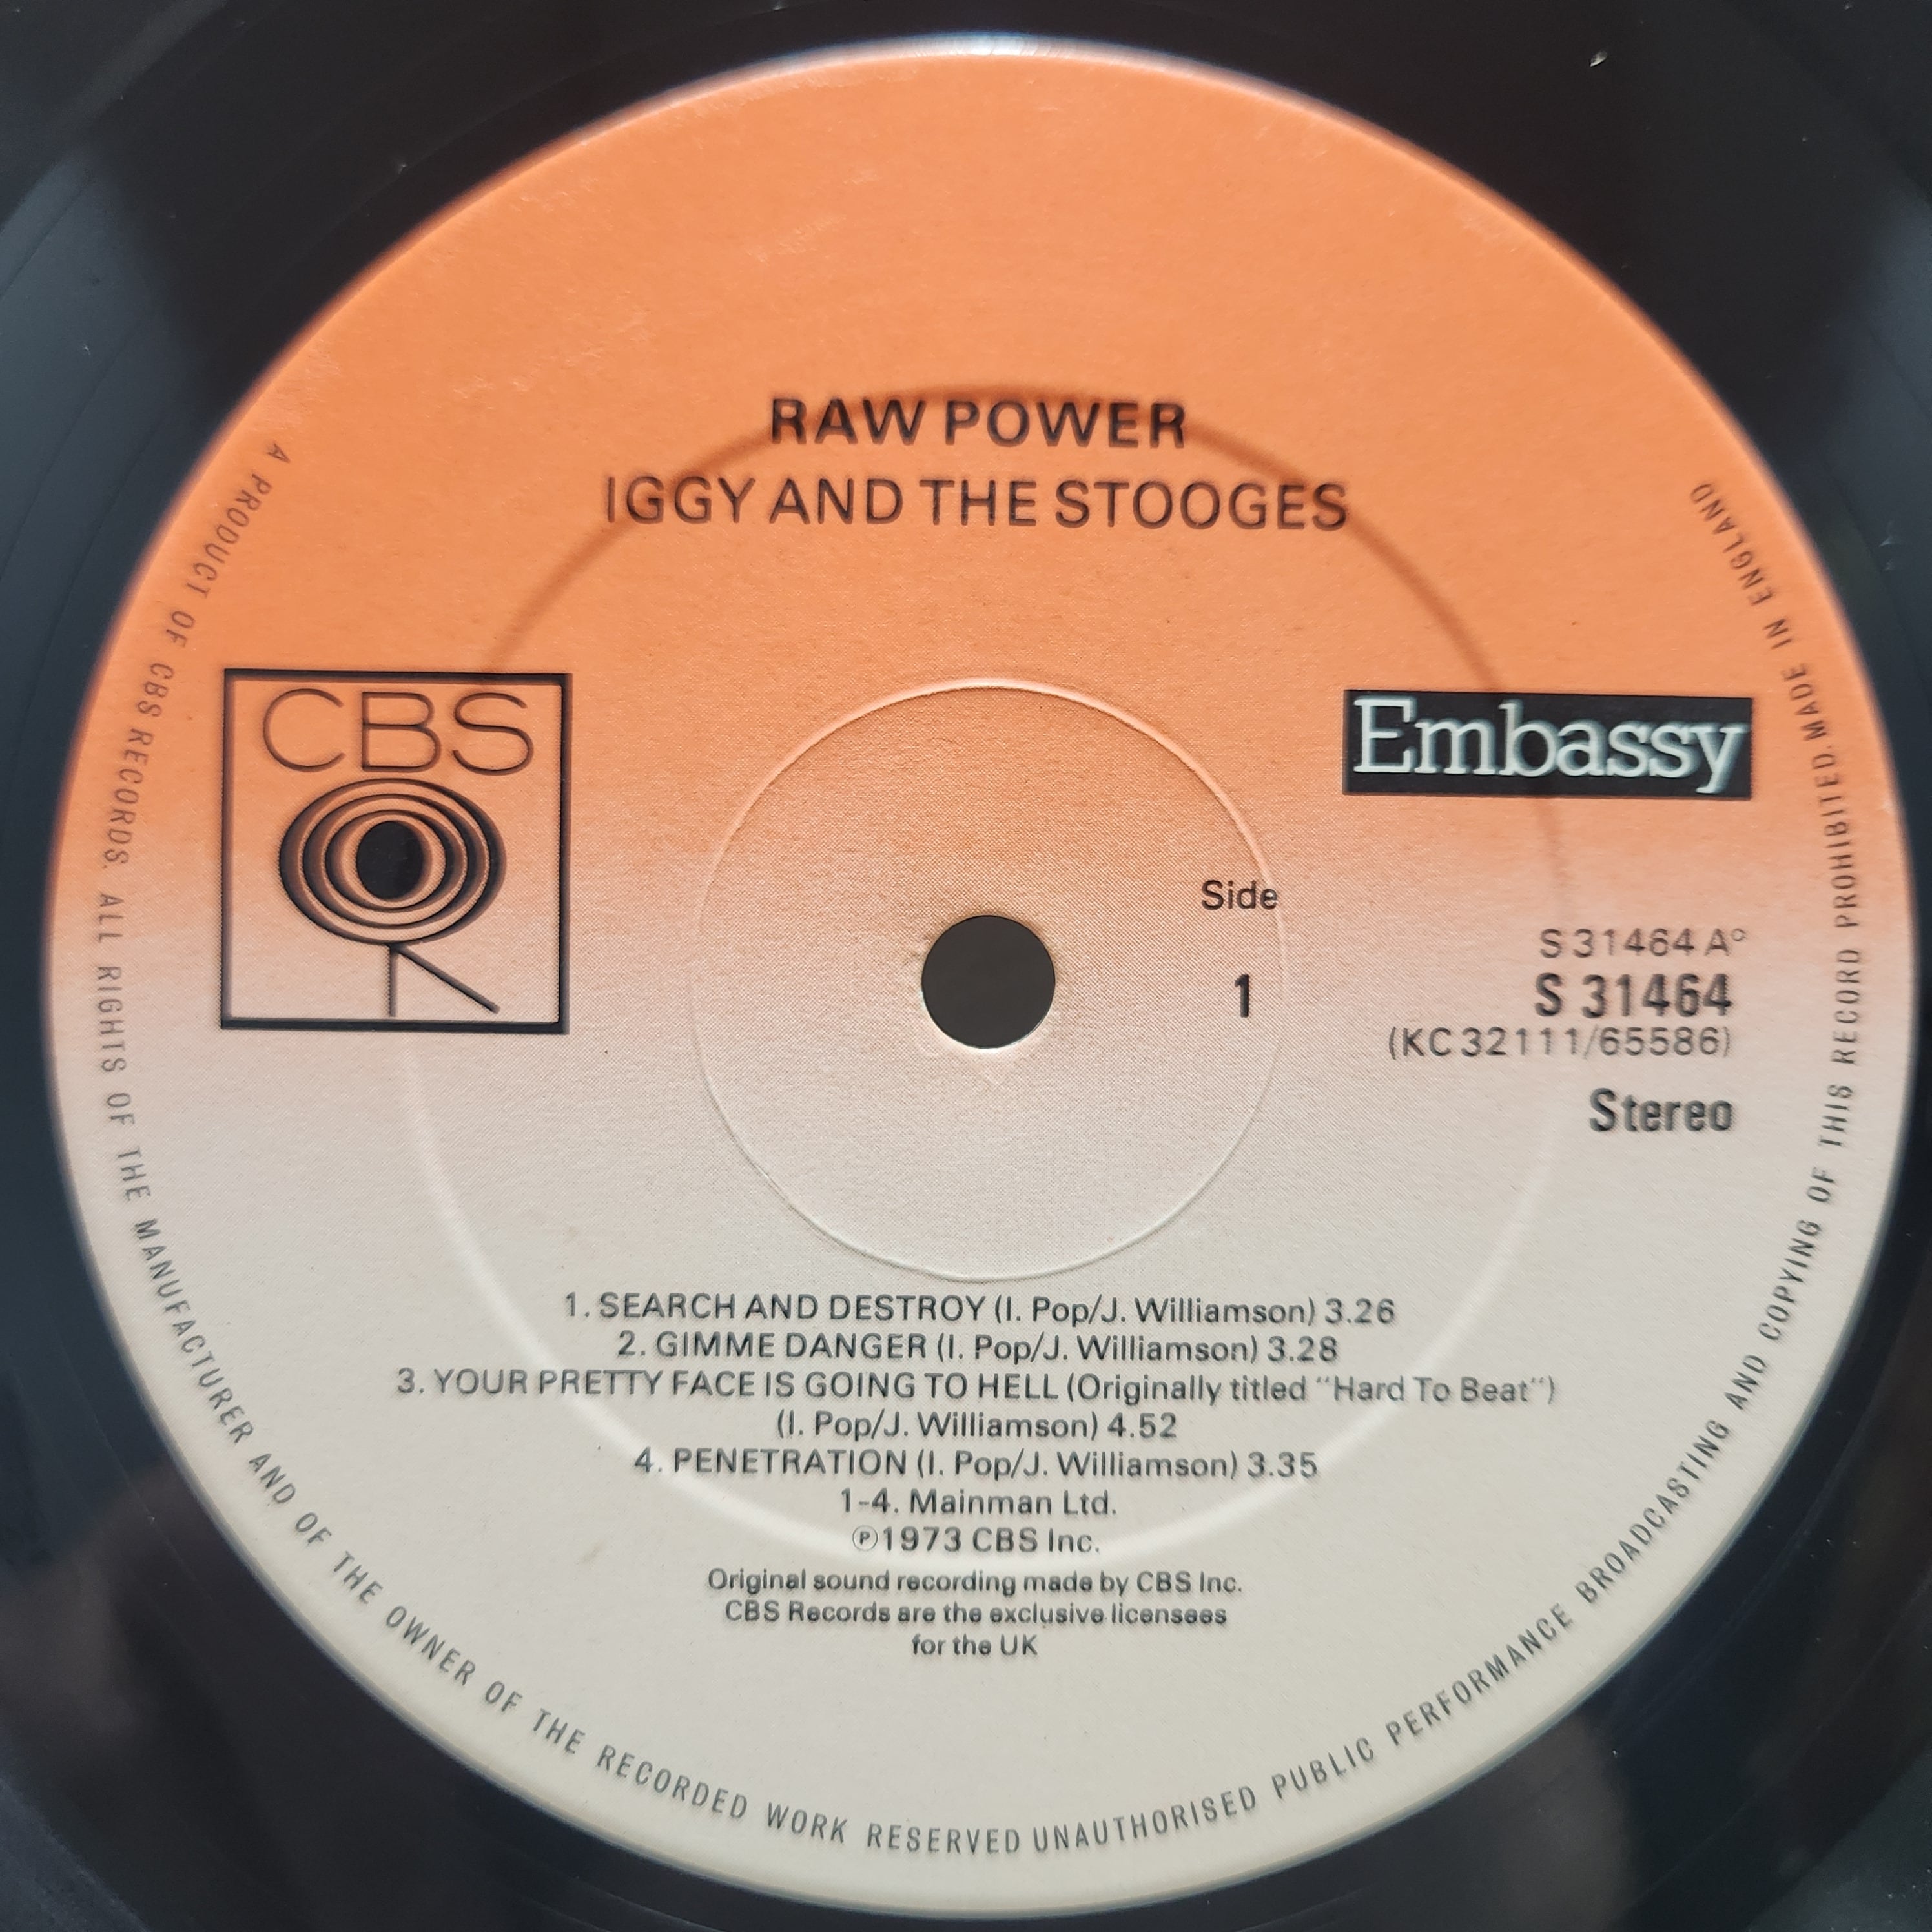 RAW POWER
IGGY AND THE STOOGES
CBS
Embassy
Side
1
S 31464 A°
S 31464
(KC 32111/65586)
Stereo
1. SEARCH AND DESTROY (I. Pop/J. Williamson) 3.26
2. GIMME DANGER (I. Pop/J. Williamson) 3.28
3. YOUR PRETTY FACE IS GOING TO HELL (Originally titled “Hard To Beat“)
(I. Pop/J. Williamson) 4.52
4. PENETRATION (I. Pop/J. Williamson) 3.35
1-4. Mainman Ltd.
℗1973 CBS Inc.
Original sound recording made by CBS Inc.
CBS Records are the exclusive licensees
for the UK
A PRODUCT OF CBS RECORDS. ALL RIGHTS OF THE MANUFACTURER AND OF THE OWNER OF THE RECORDED WORK RESERVED UNAUTHORISED PUBLIC PERFORMANCE BROADCASTING AND COPYING OF THIS RECORD PROHIBITED. MADE IN ENGLAND